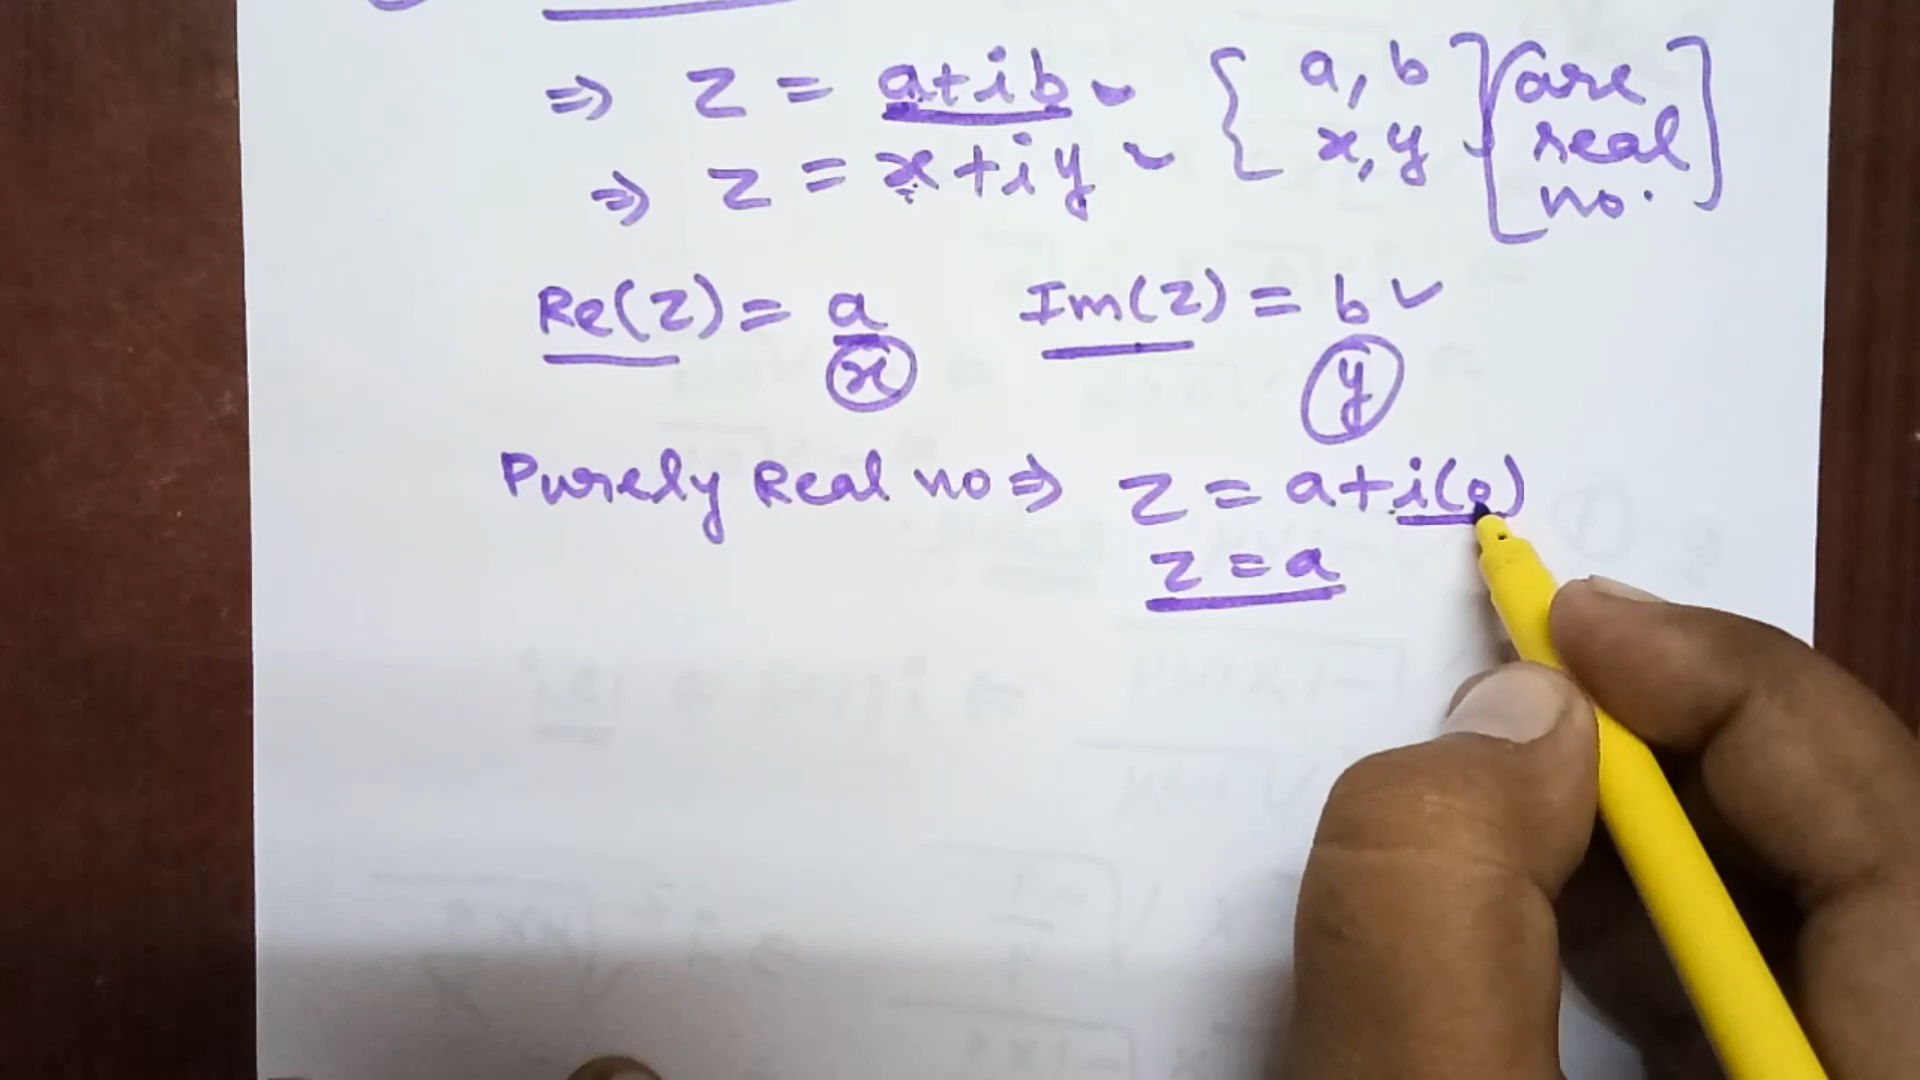 ⇒ z = a+ib { a, b } [are
⇒ z = x+iy x, y real
no.]
Re(z) = a Im(z) = b
x y
Purely Real no ⇒ z = a+i(0)
z = a